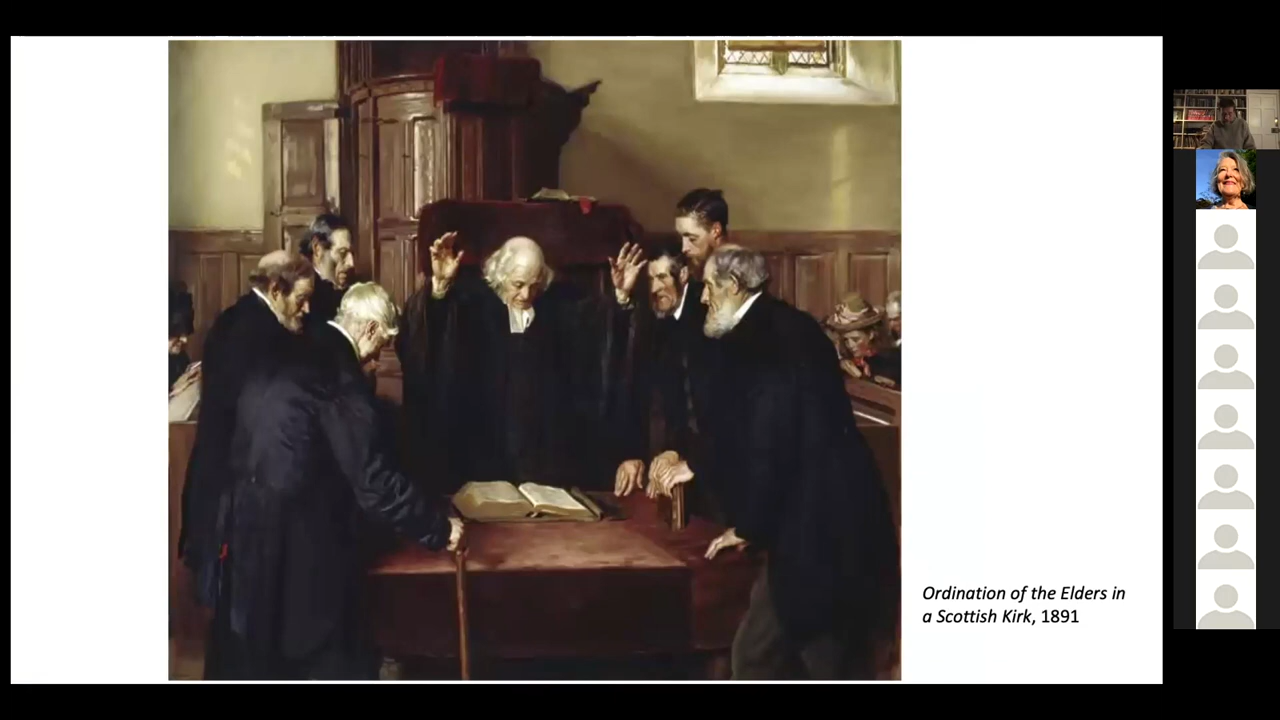 Ordination of the Elders in
a Scottish Kirk, 1891